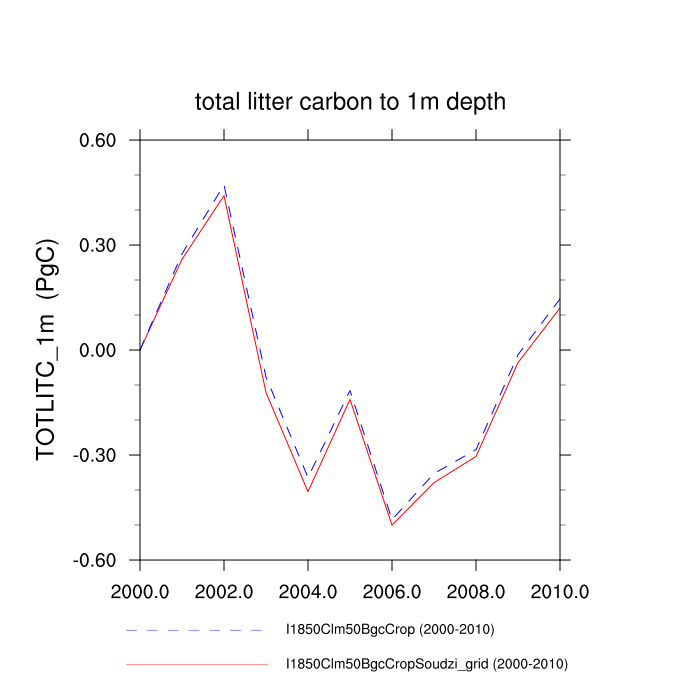 total litter carbon to 1m depth
0.60
0.30
0.00
-0.30
-0.60
TOTLITC_1m (PgC)
2000.0 2002.0 2004.0 2006.0 2008.0 2010.0
I1850Clm50BgcCrop (2000-2010)
I1850Clm50BgcCropSoudzi_grid (2000-2010)